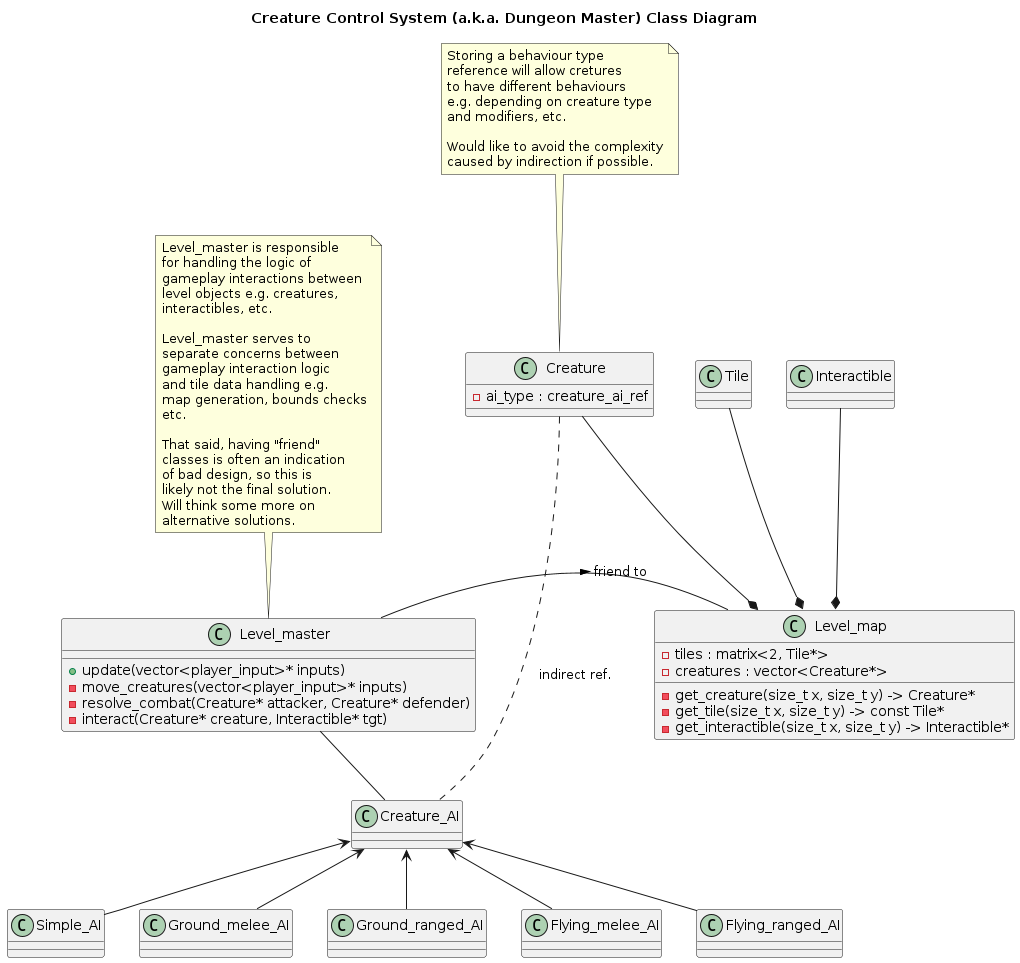 Creature Control System (a.k.a. Dungeon Master) Class Diagram
Storing a behaviour type
reference will allow cretures
to have different behaviours
e.g. depending on creature type
and modifiers, etc.
Would like to avoid the complexity
caused by indirection if possible.
Level_master is responsible
for handling the logic of
gameplay interactions between
level objects e.g. creatures,
interactibles, etc.
Level_master serves to
separate concerns between
gameplay interaction logic
and tile data handling e.g.
map generation, bounds checks
etc.
That said, having "friend"
classes is often an indication
of bad design, so this is
likely not the final solution.
Will think some more on
alternative solutions.
C Creature
ai_type : creature_ai_ref
C Tile
C Interactible
friend to
C Level_master
update(vector<player_input>* inputs)
move_creatures(vector<player_input>* inputs)
resolve_combat(Creature* attacker, Creature* defender)
interact(Creature* creature, Interactible* tgt)
C Level_map
tiles : matrix<2, Tile*>
creatures : vector<Creature*>
get_creature(size_t x, size_t y) -> Creature*
get_tile(size_t x, size_t y) -> const Tile*
get_interactible(size_t x, size_t y) -> Interactible*
indirect ref.
C Creature_AI
C Simple_AI
C Ground_melee_AI
C Ground_ranged_AI
C Flying_melee_AI
C Flying_ranged_AI